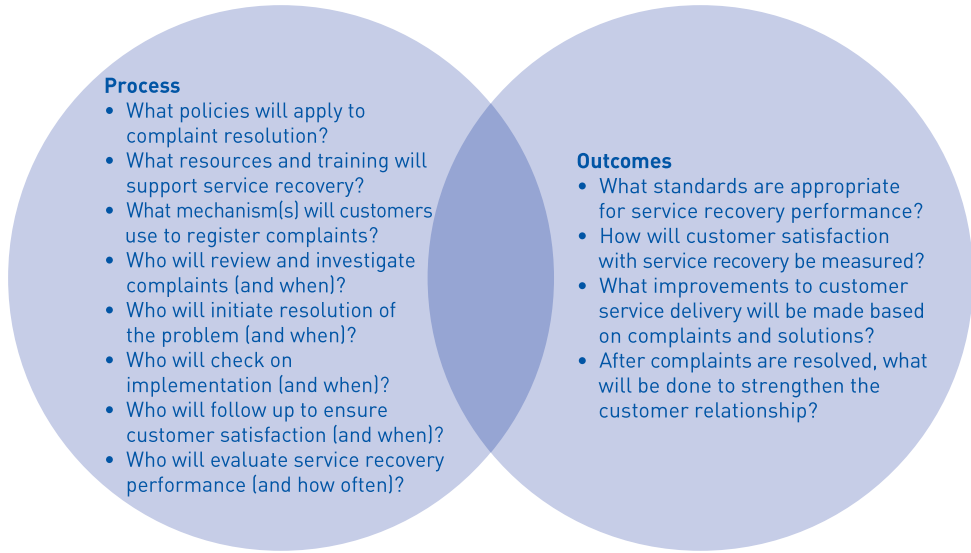 Process
• What policies will apply to
complaint resolution?
• What resources and training will
support service recovery?
• What mechanism(s) will customers
use to register complaints?
• Who will review and investigate
complaints (and when)?
• Who will initiate resolution of
the problem (and when)?
• Who will check on
implementation (and when)?
• Who will follow up to ensure
customer satisfaction (and when)?
• Who will evaluate service recovery
performance (and how often)?
Outcomes
• What standards are appropriate
for service recovery performance?
• How will customer satisfaction
with service recovery be measured?
• What improvements to customer
service delivery will be made based
on complaints and solutions?
• After complaints are resolved, what
will be done to strengthen the
customer relationship?